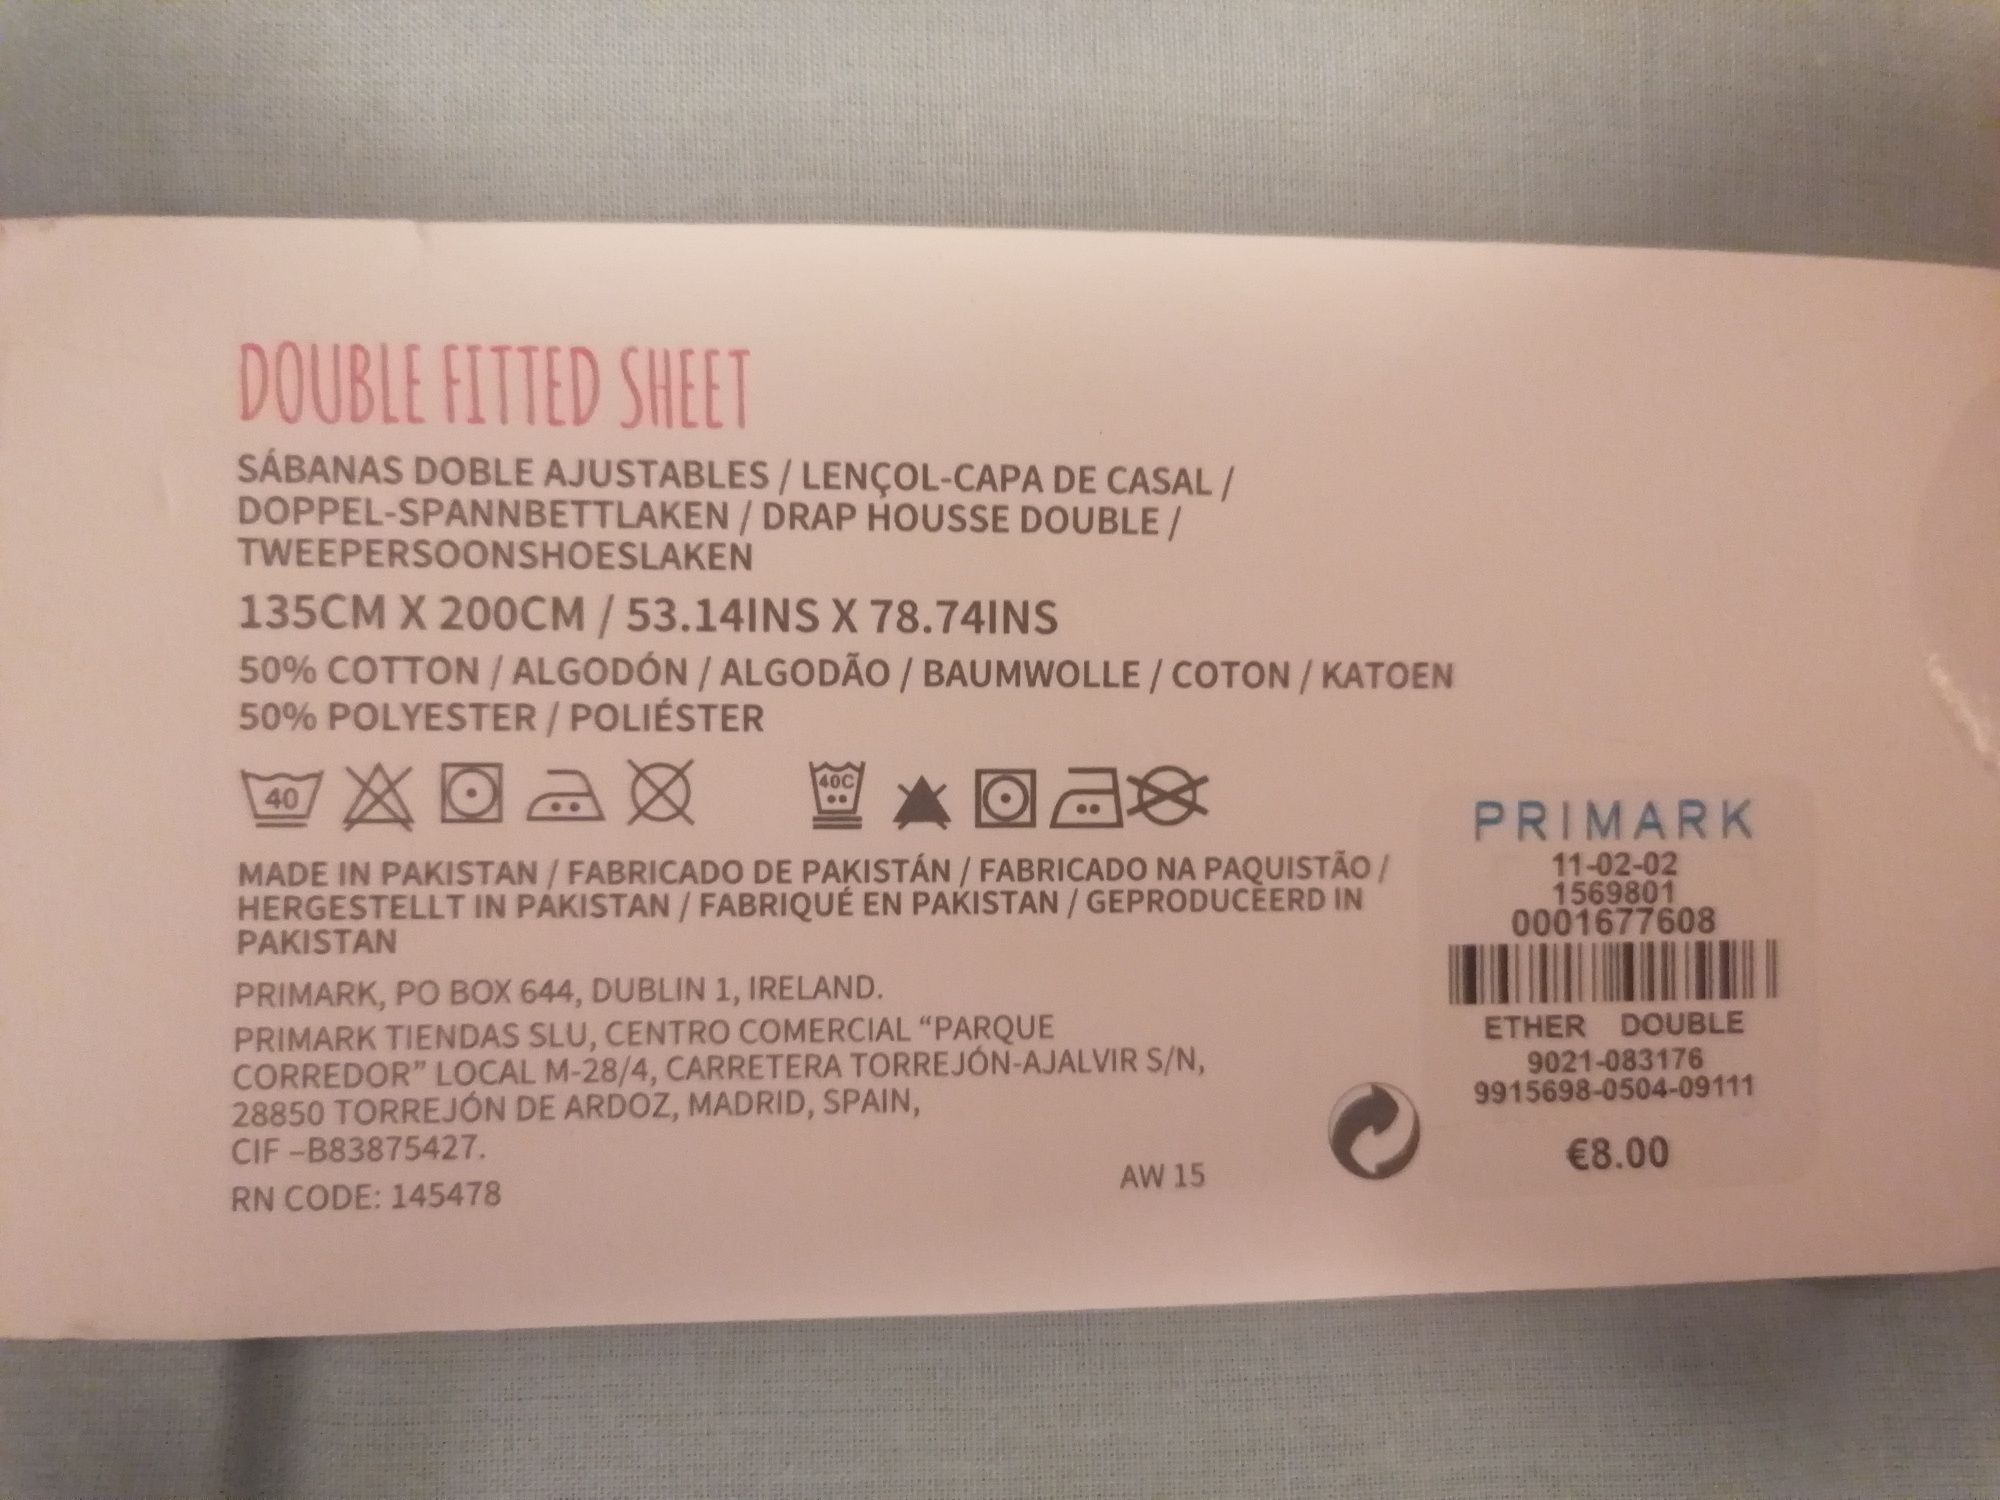 DOUBLE FITTED SHEET
SÁBANAS DOBLE AJUSTABLES / LENÇOL-CAPA DE CASAL /
DOPPEL-SPANNBETTLAKEN / DRAP HOUSSE DOUBLE /
TWEEPERSOONSHOESLAKEN
135CM X 200CM / 53.14INS X 78.74INS
50% COTTON / ALGODÓN / ALGODÃO / BAUMWOLLE / COTON / KATOEN
50% POLYESTER / POLIÉSTER
40
40C
MADE IN PAKISTAN / FABRICADO DE PAKISTÁN / FABRICADO NA PAQUISTÃO /
HERGESTELLT IN PAKISTAN / FABRIQUÉ EN PAKISTAN / GEPRODUCEERD IN
PAKISTAN
PRIMARK, PO BOX 644, DUBLIN 1, IRELAND.
PRIMARK TIENDAS SLU, CENTRO COMERCIAL “PARQUE
CORREDOR” LOCAL M-28/4, CARRETERA TORREJÓN-AJALVIR S/N,
28850 TORREJÓN DE ARDOZ, MADRID, SPAIN,
CIF –B83875427.
RN CODE: 145478
AW 15
PRIMARK
11-02-02
1569801
0001677608
ETHER DOUBLE
9021-083176
9915698-0504-09111
€8.00